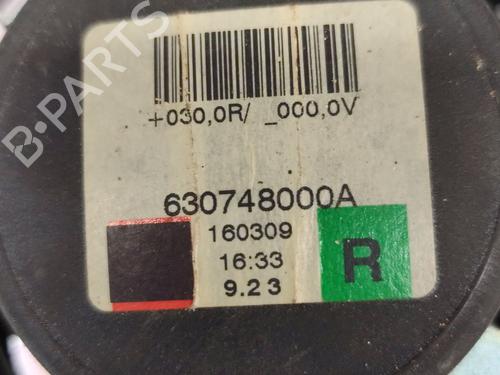 B-PARTS
+030,0R/ _000,0V
630748000A
160309
16:33
9.23
R